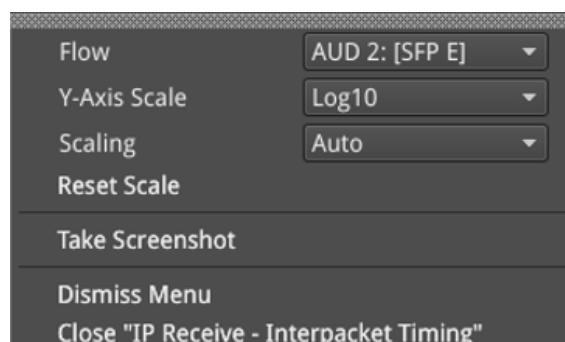 Flow AUD 2: [SFP E]
Y-Axis Scale Log10
Scaling Auto
Reset Scale
Take Screenshot
Dismiss Menu
Close "IP Receive - Interpacket Timing"